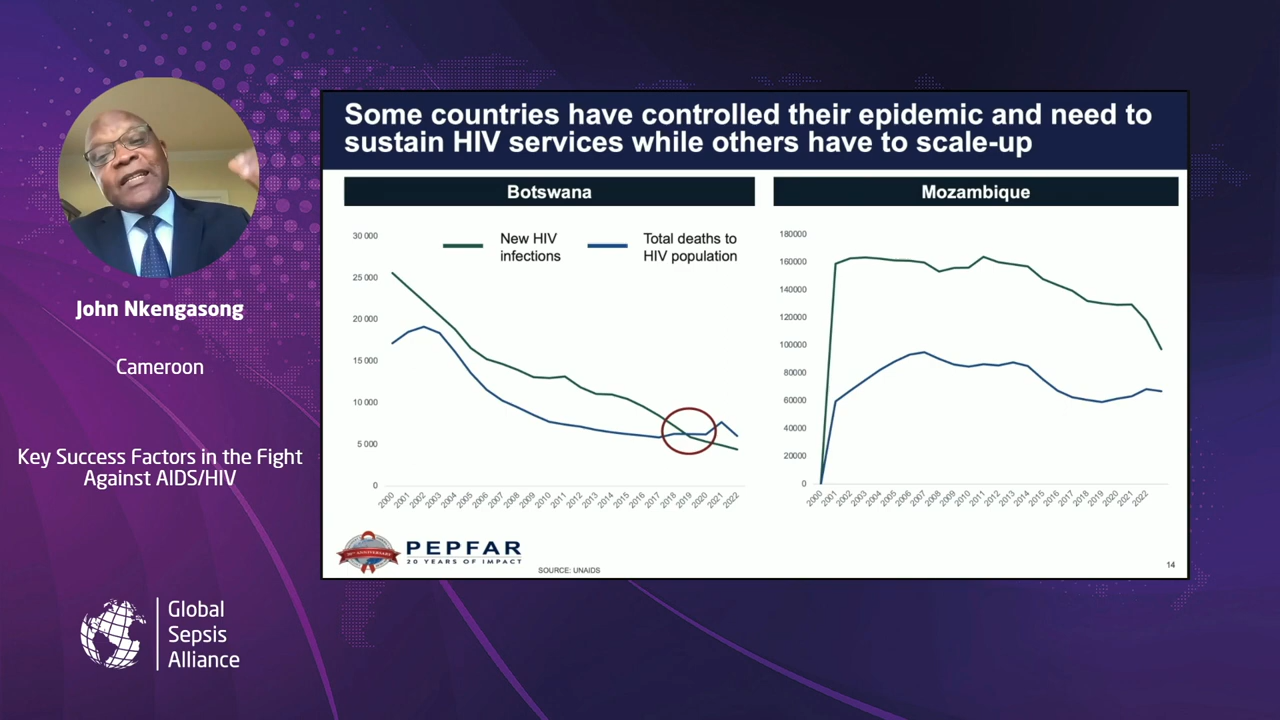 Some countries have controlled their epidemic and need to
sustain HIV services while others have to scale-up
John Nkengasong
Cameroon
Key Success Factors in the Fight
Against AIDS/HIV
Global
Sepsis
Alliance
Botswana
New HIV
infections
Total deaths to
HIV population
30 000
25 000
20 000
15 000
10 000
5 000
0
2000 2001 2002 2003 2004 2005 2006 2007 2008 2009 2010 2011 2012 2013 2014 2015 2016 2017 2018 2019 2020 2021 2022
Mozambique
180000
160000
140000
120000
100000
80000
60000
40000
20000
0
2000 2001 2002 2003 2004 2005 2006 2007 2008 2009 2010 2011 2012 2013 2014 2015 2016 2017 2018 2019 2020 2021 2022
PEPFAR
20 YEARS OF IMPACT
SOURCE: UNAIDS
14